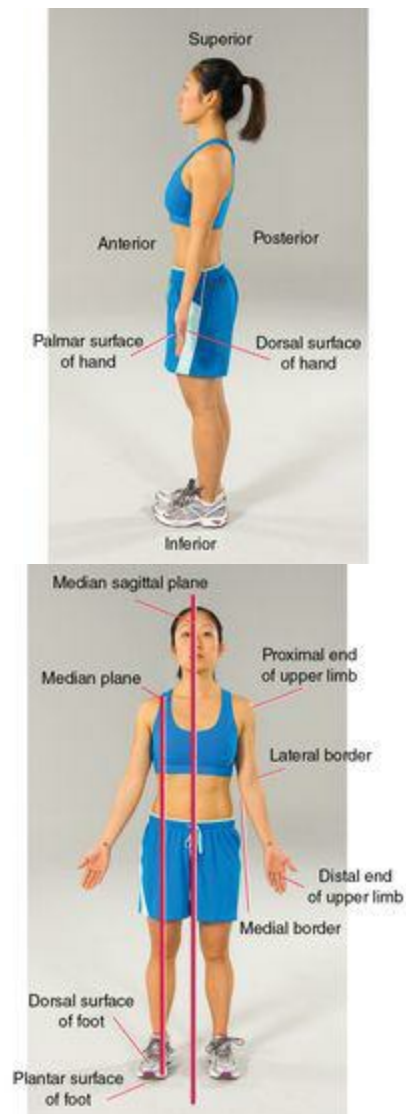 Superior
Anterior
Posterior
Palmar surface
of hand
Dorsal surface
of hand
Inferior
Median sagittal plane
Proximal end
of upper limb
Median plane
Lateral border
Distal end
of upper limb
Medial border
Dorsal surface
of foot
Plantar surface
of foot